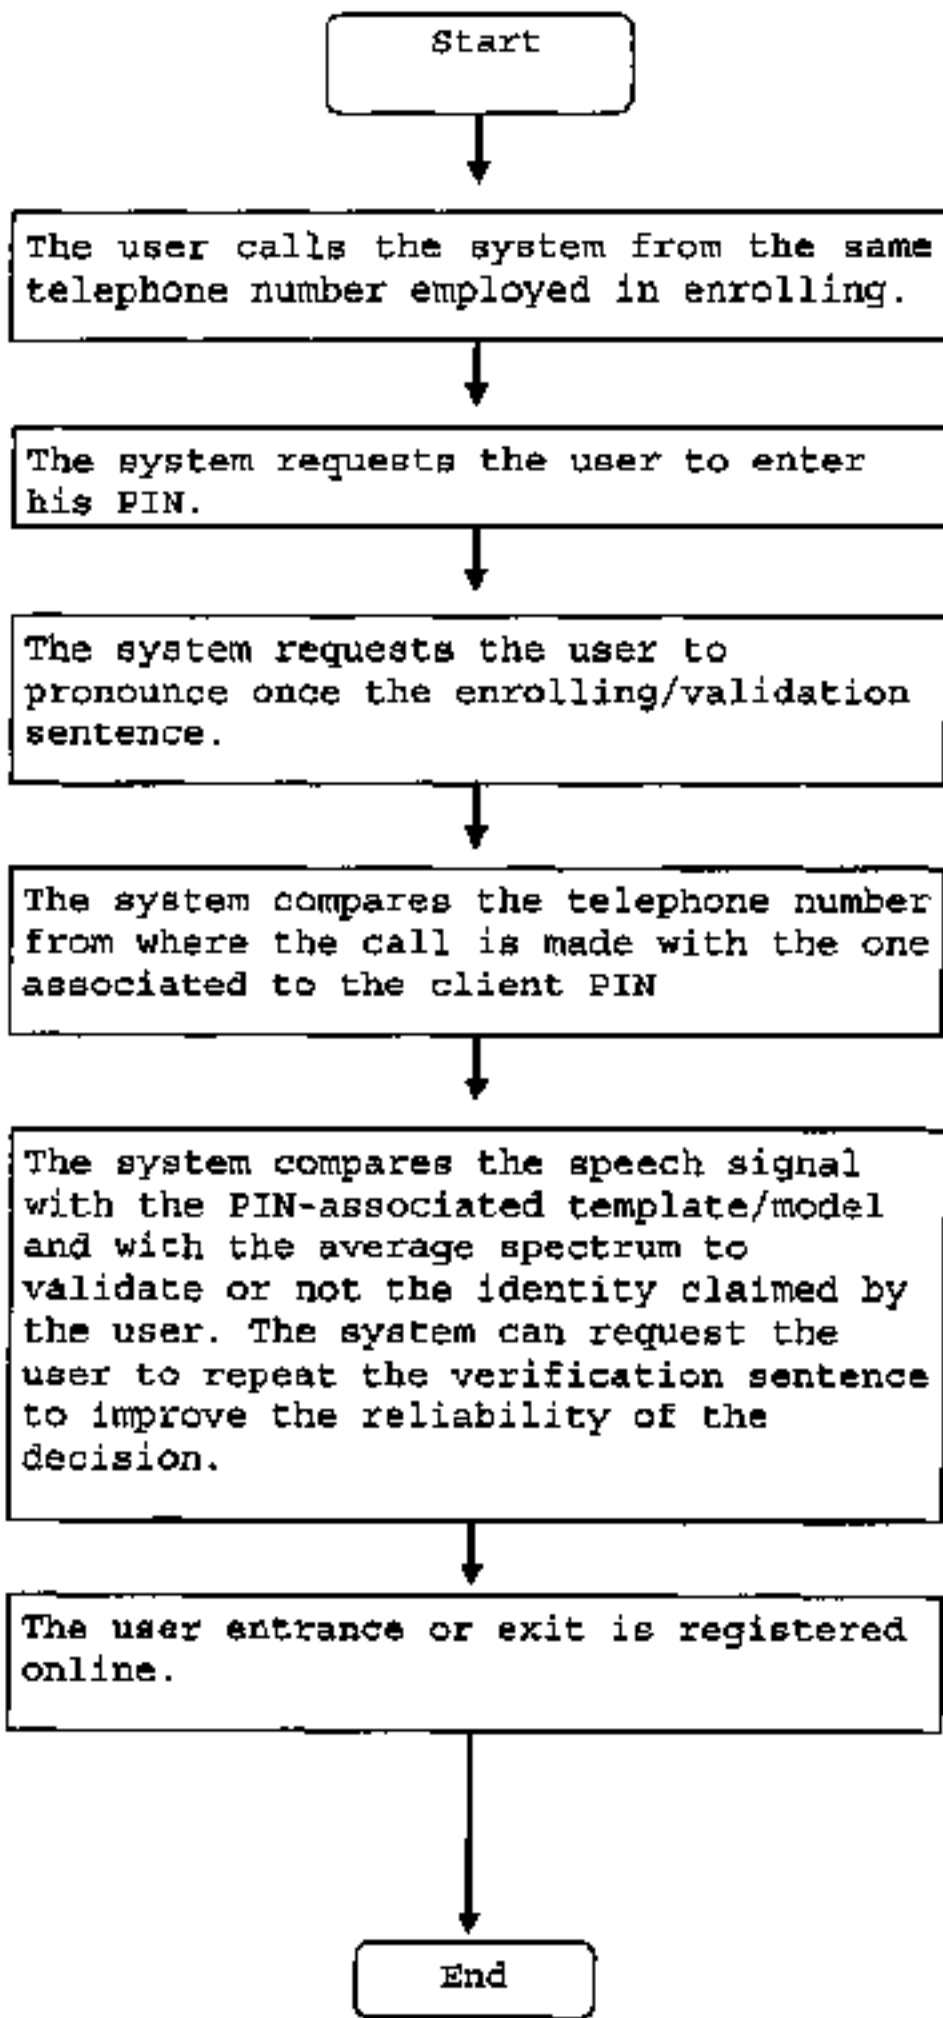 Start
The user calls the system from the same
telephone number employed in enrolling.
The system requests the user to enter
his PIN.
The system requests the user to
pronounce once the enrolling/validation
sentence.
The system compares the telephone number
from where the call is made with the one
associated to the client PIN
The system compares the speech signal
with the PIN-associated template/model
and with the average spectrum to
validate or not the identity claimed by
the user. The system can request the
user to repeat the verification sentence
to improve the reliability of the
decision.
The user entrance or exit is registered
online.
End